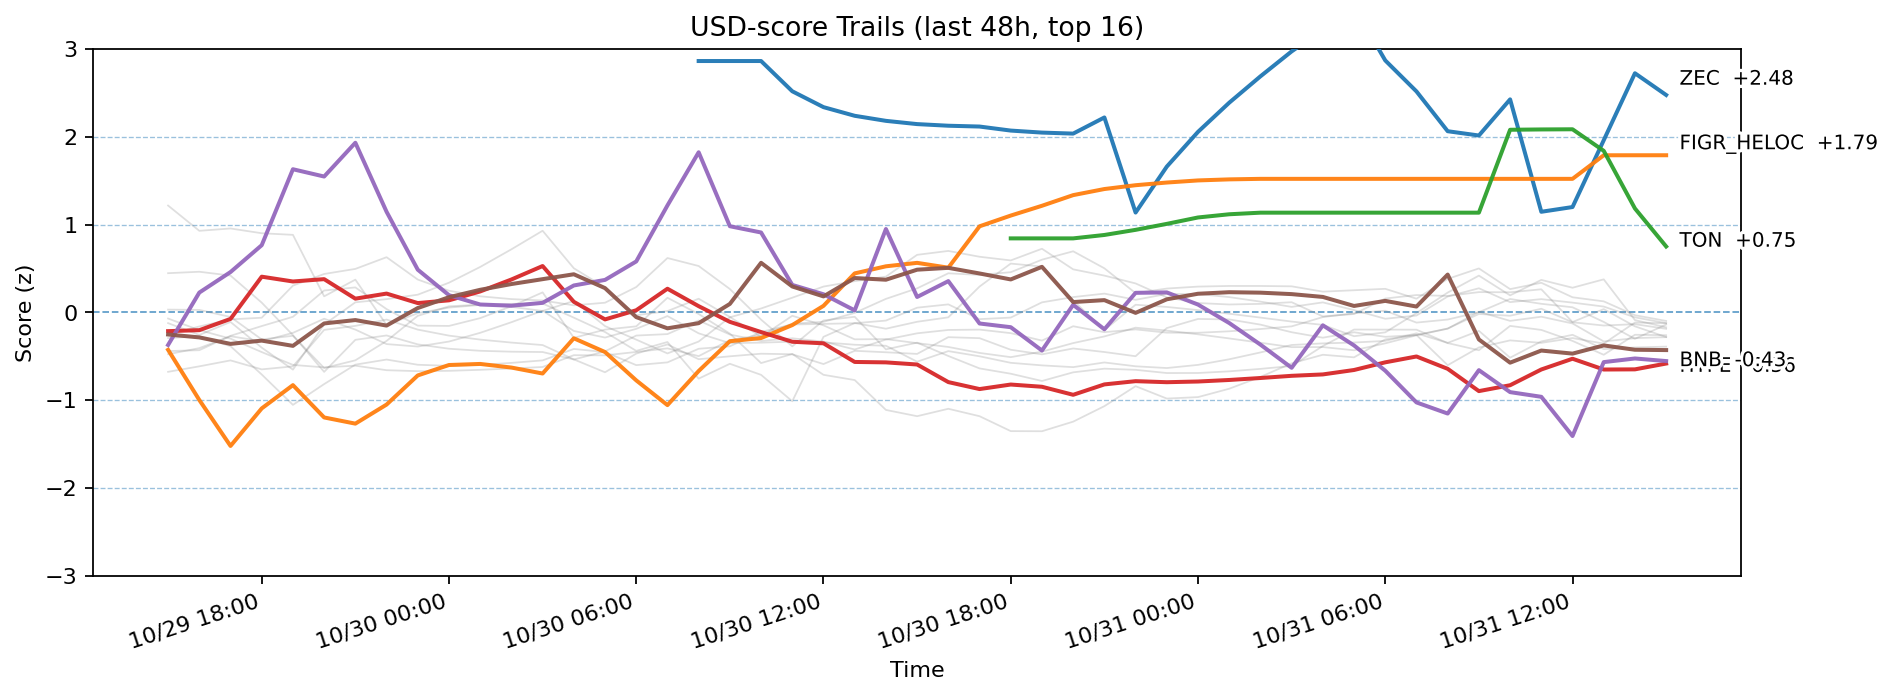 USD-score Trails (last 48h, top 16)
3
2
1
0
−1
−2
−3
Score (z)
ZEC +2.48
FIGR_HELOC +1.79
TON +0.75
BNB -0.43
10/29 18:00
10/30 00:00
10/30 06:00
10/30 12:00
10/30 18:00
10/31 00:00
10/31 06:00
10/31 12:00
Time